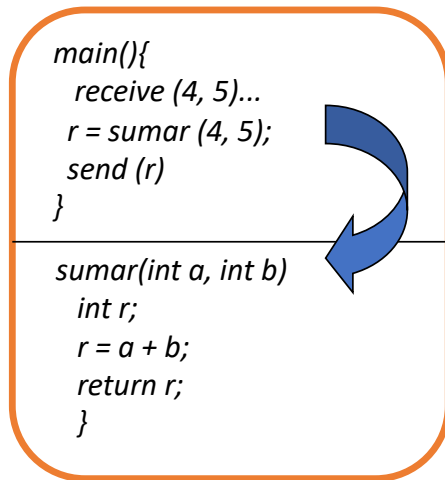 main(){
receive (4, 5)...
r = sumar (4, 5);
send (r)
}
sumar(int a, int b)
int r;
r = a + b;
return r;
}